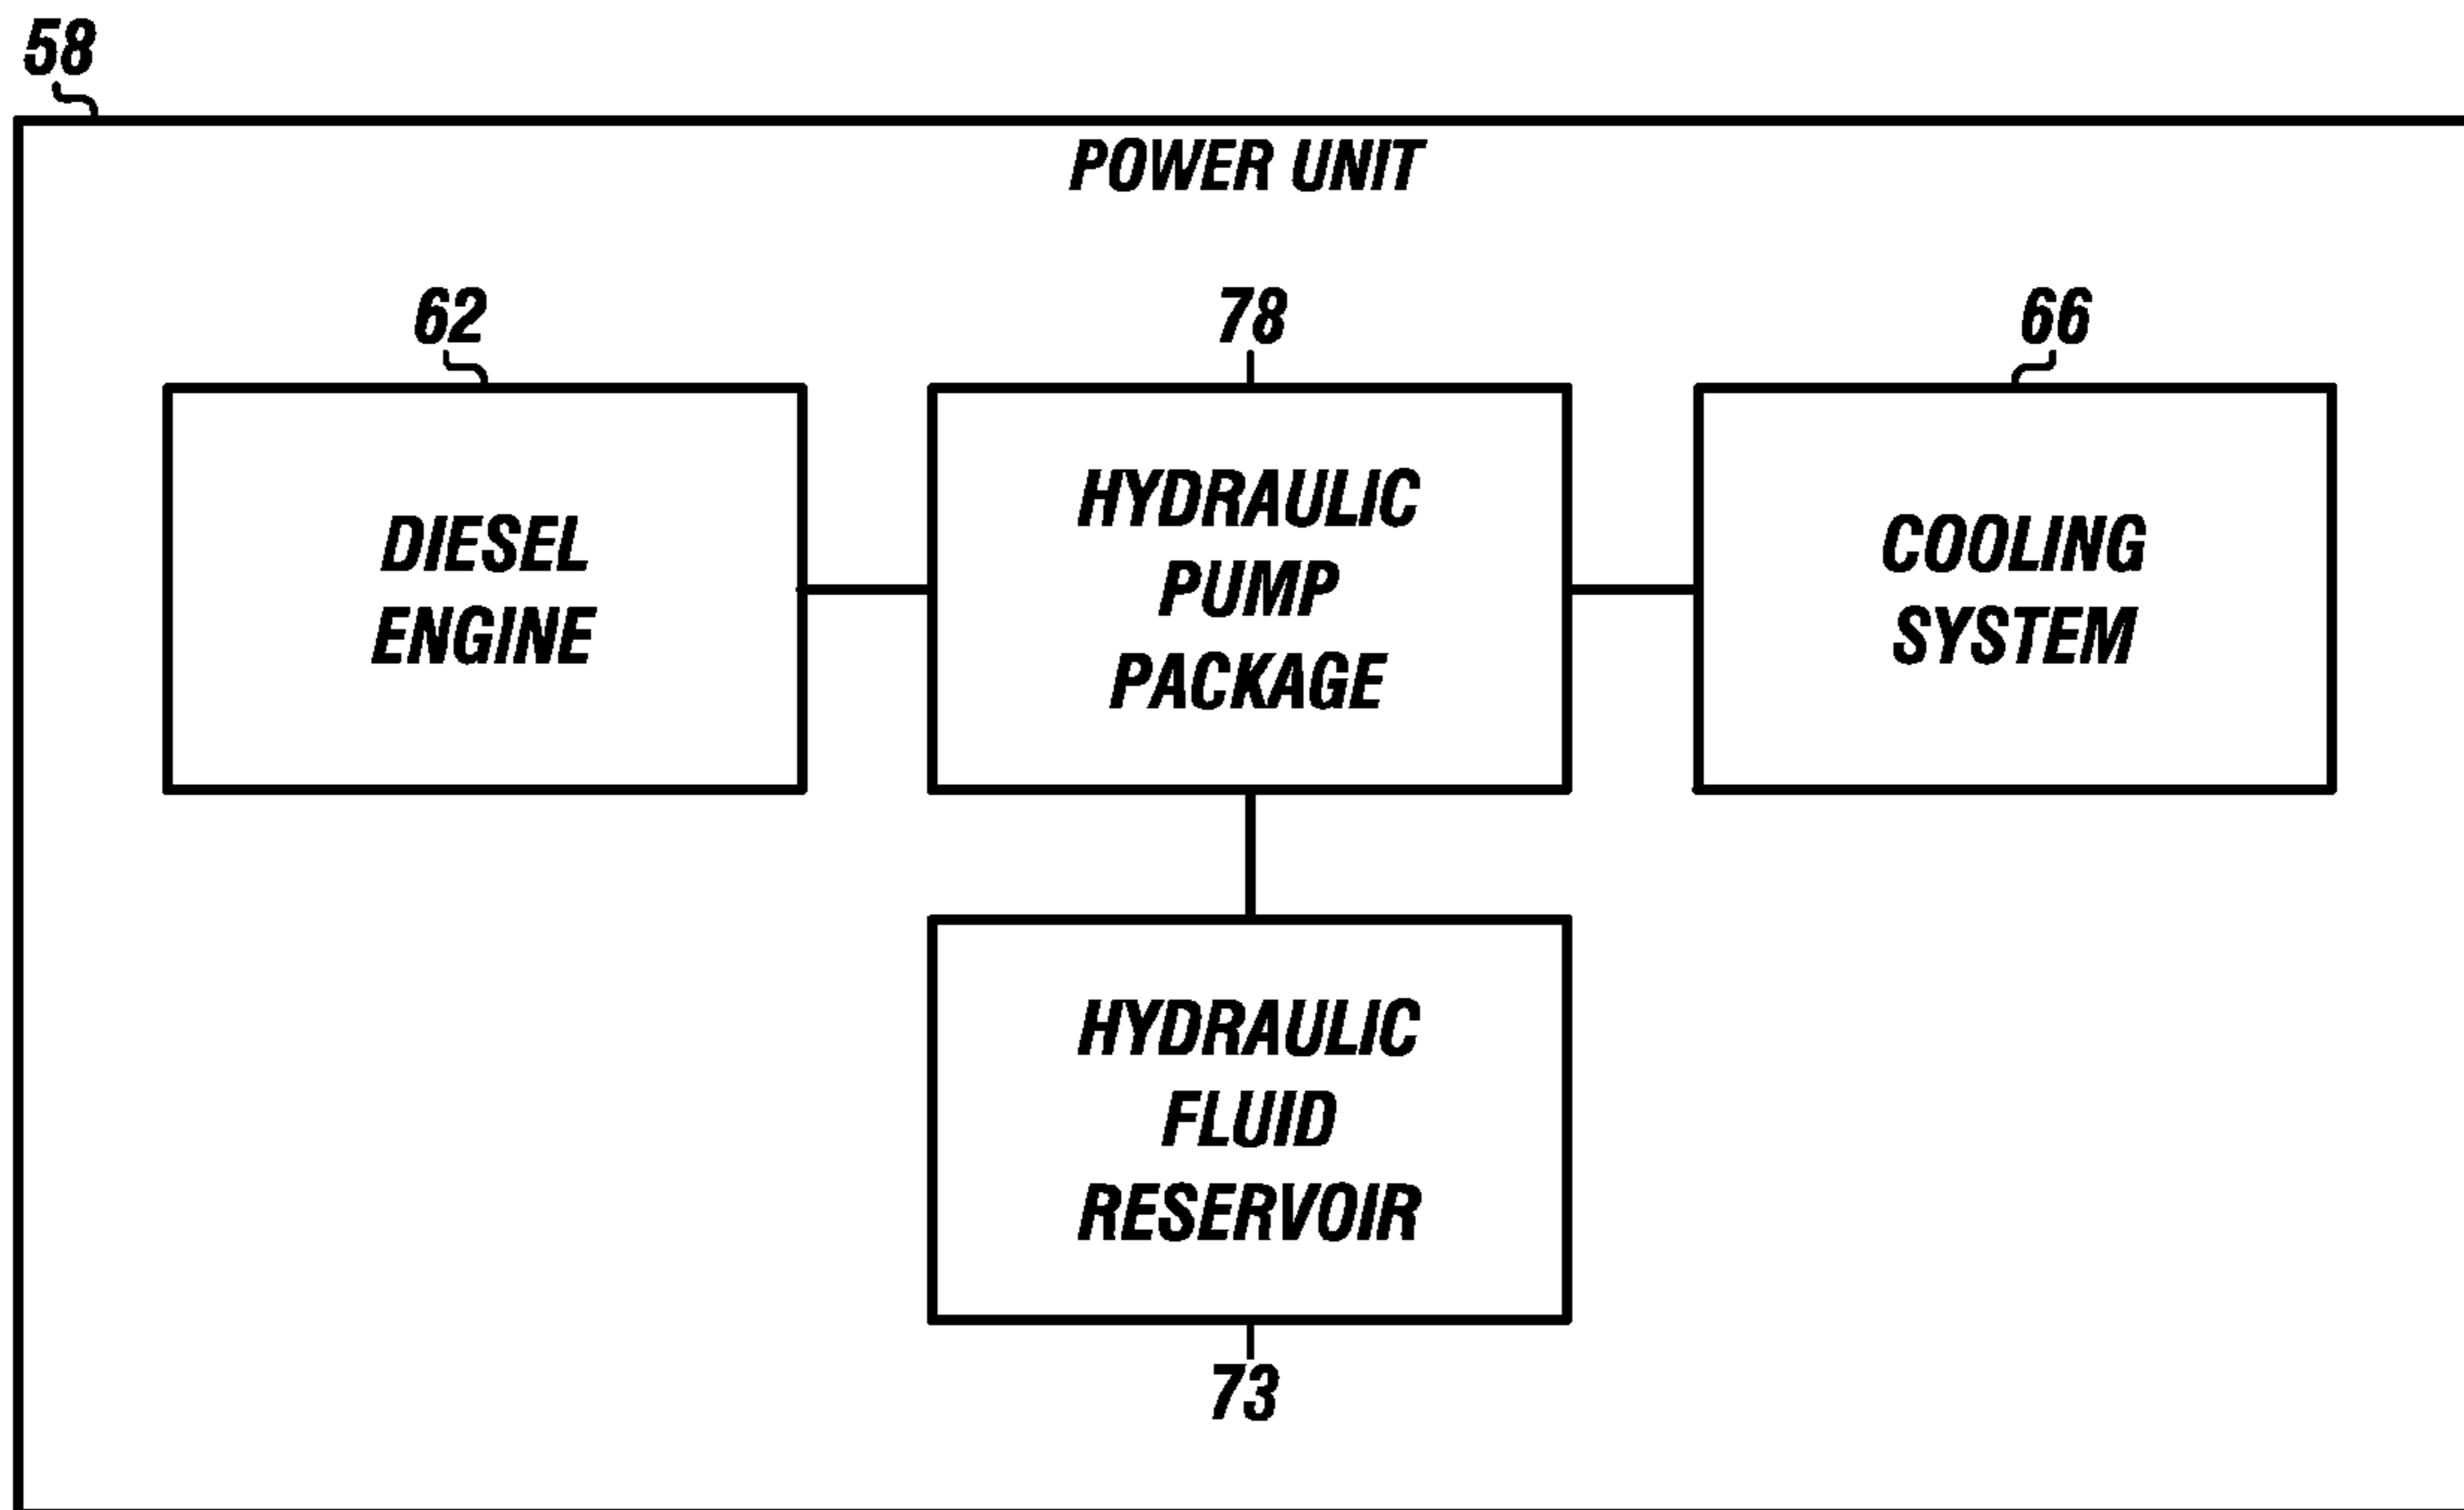 58
POWER UNIT
62
78
66
DIESEL
ENGINE
HYDRAULIC
PUMP
PACKAGE
COOLING
SYSTEM
HYDRAULIC
FLUID
RESERVOIR
73